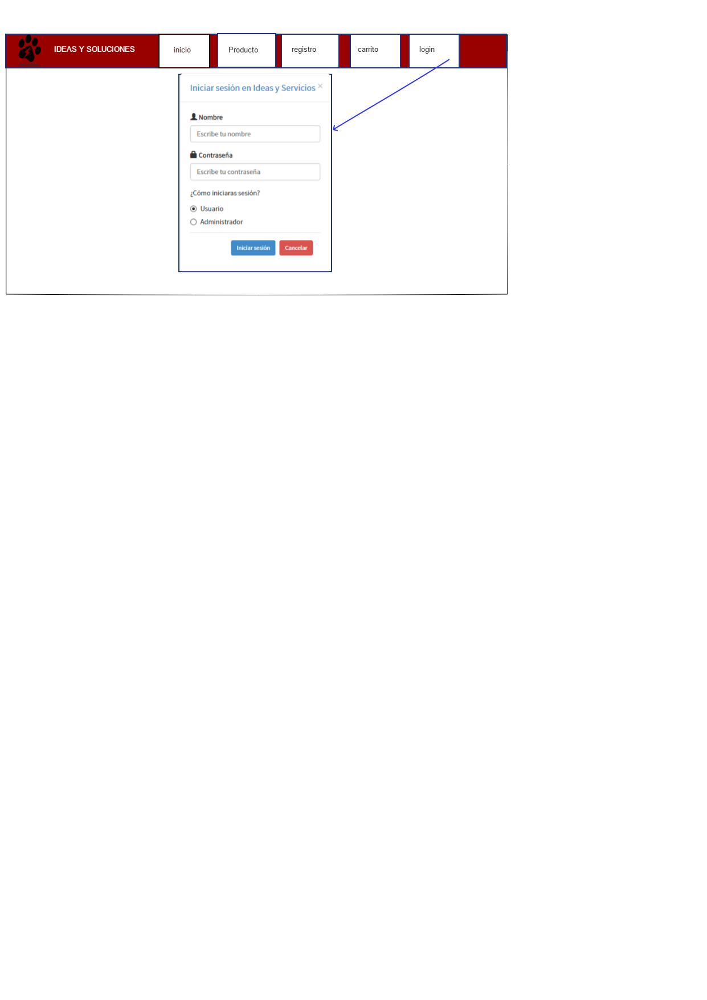 IDEAS Y SOLUCIONES
inicio
Producto
registro
carrito
login
Iniciar sesión en Ideas y Servicios ×
Nombre
Escribe tu nombre
Contraseña
Escribe tu contraseña
¿Cómo iniciaras sesión?
Usuario
Administrador
Iniciar sesión
Cancelar